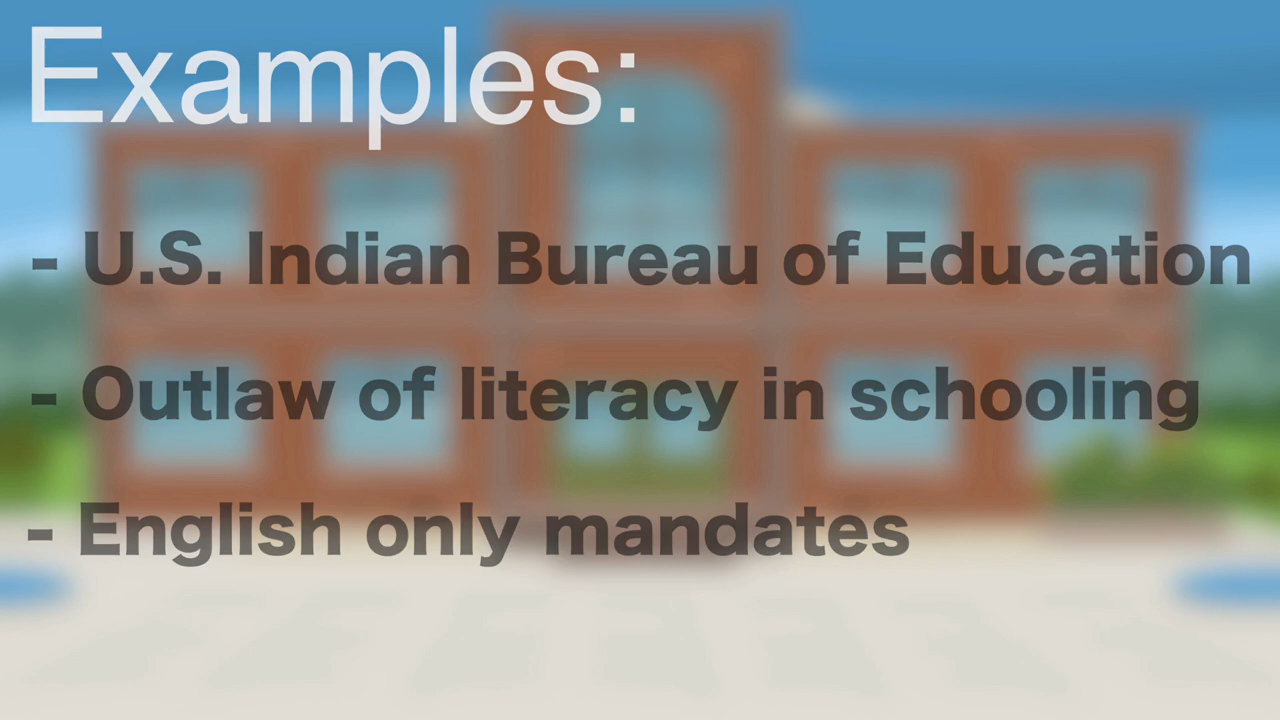 Examples:
- U.S. Indian Bureau of Education
- Outlaw of literacy in schooling
- English only mandates